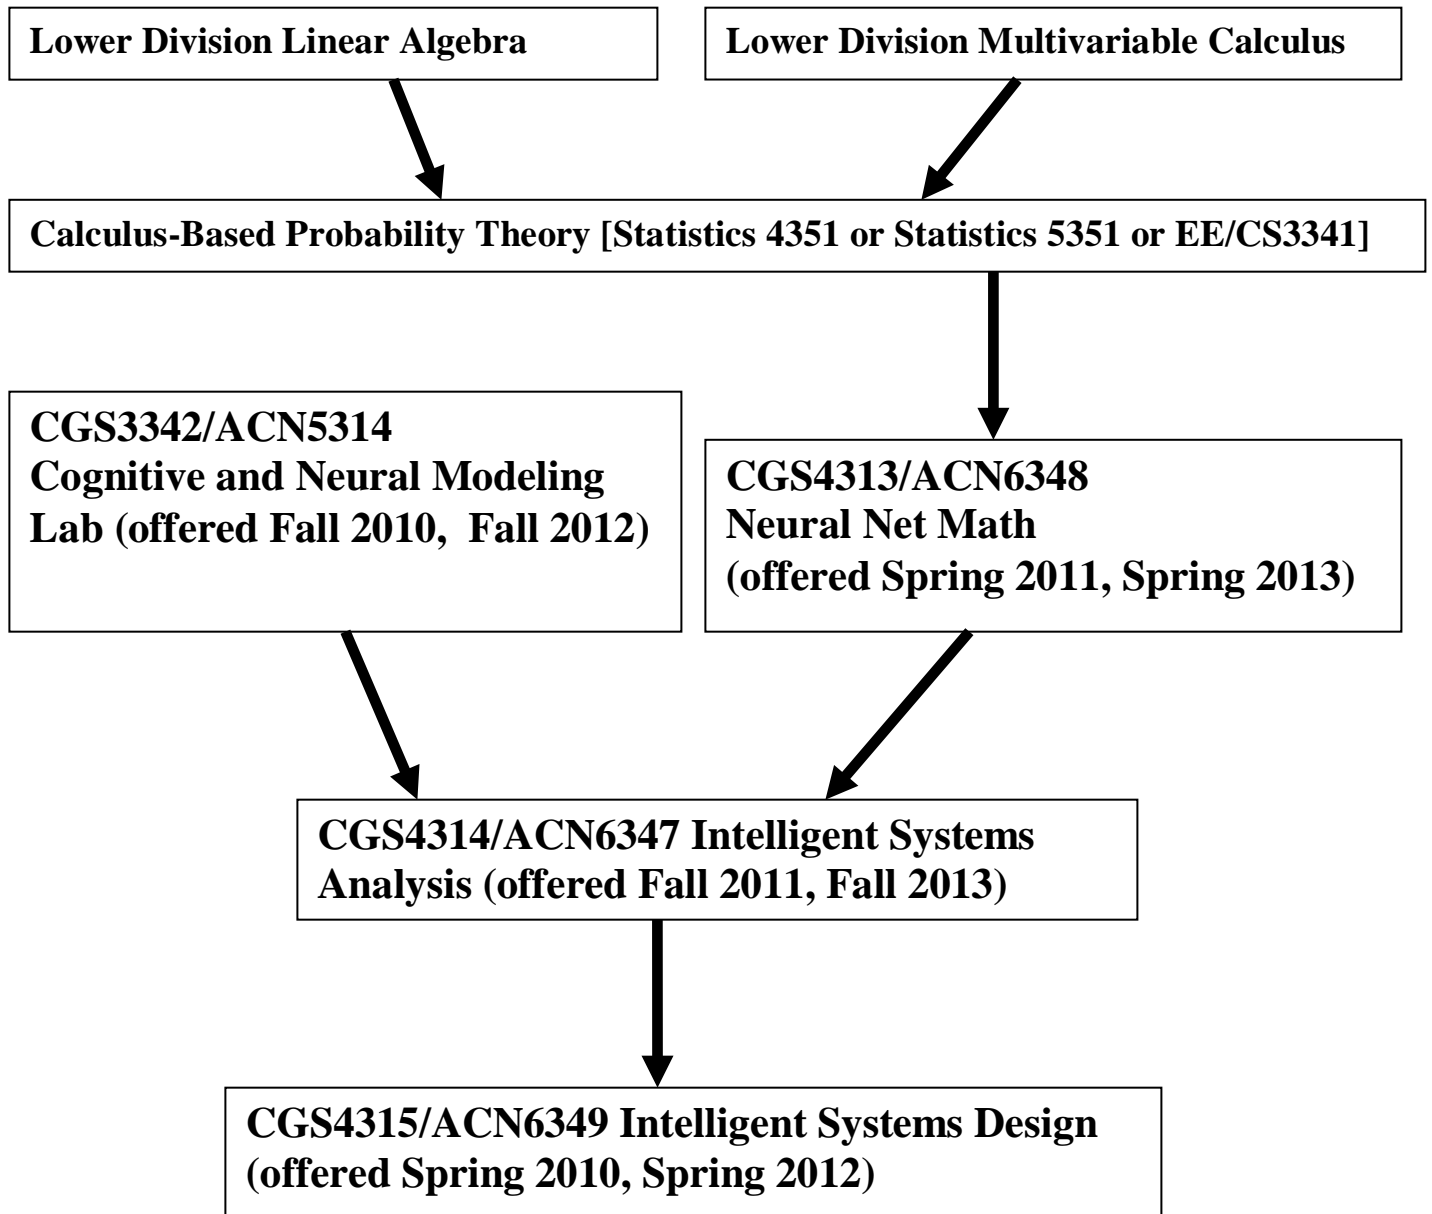 Lower Division Linear Algebra
Lower Division Multivariable Calculus
Calculus-Based Probability Theory [Statistics 4351 or Statistics 5351 or EE/CS3341]
CGS3342/ACN5314
Cognitive and Neural Modeling
Lab (offered Fall 2010,  Fall 2012)
CGS4313/ACN6348
Neural Net Math
(offered Spring 2011, Spring 2013)
CGS4314/ACN6347 Intelligent Systems
Analysis (offered Fall 2011, Fall 2013)
CGS4315/ACN6349 Intelligent Systems Design
(offered Spring 2010, Spring 2012)